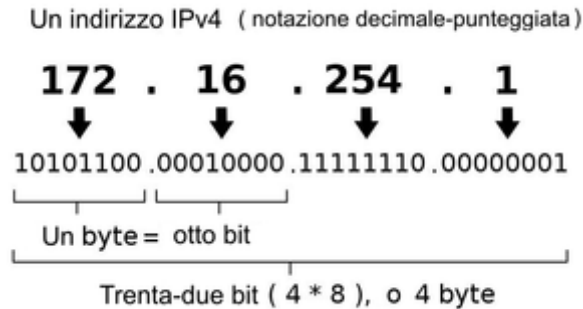 Un indirizzo IPv4 ( notazione decimale-punteggiata )
172 . 16 . 254 . 1
10101100 .00010000 .11111110 .00000001
Un byte = otto bit
Trenta-due bit ( 4 * 8 ), o 4 byte